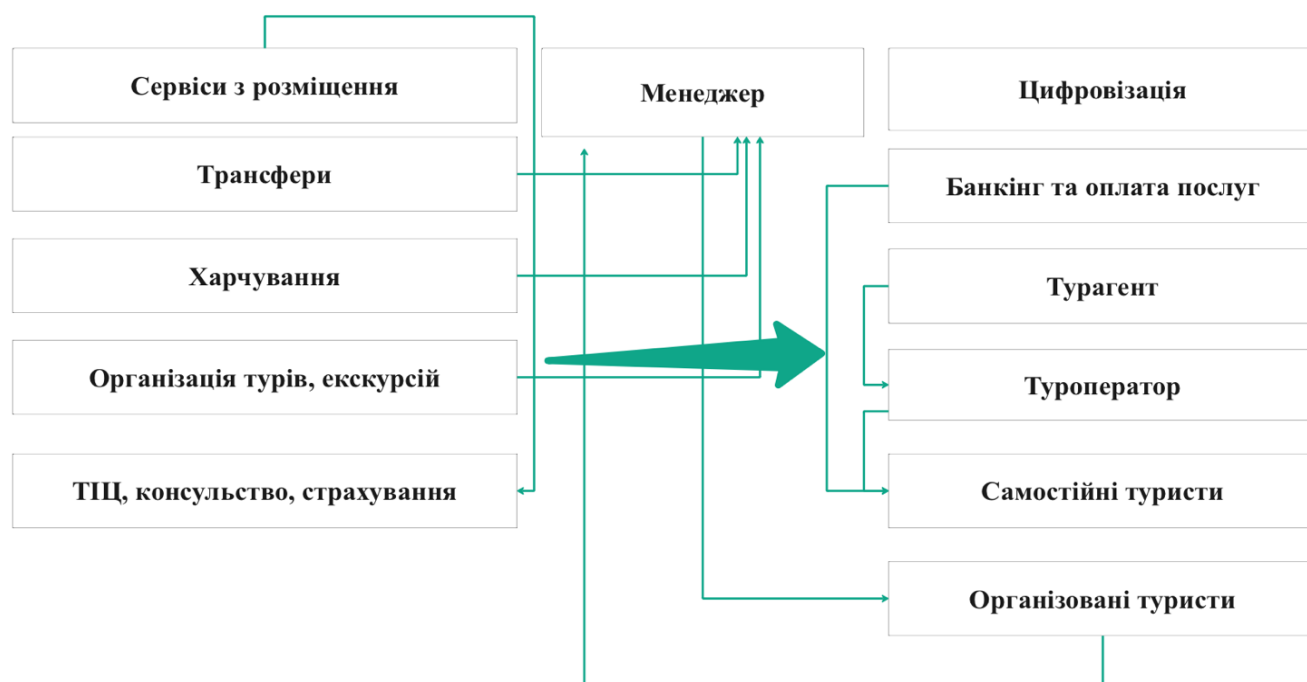 Сервіси з розміщення
Трансфери
Харчування
Організація турів, екскурсій
ТІЦ, консульство, страхування
Менеджер
Цифровізація
Банкінг та оплата послуг
Турагент
Туроператор
Самостійні туристи
Організовані туристи